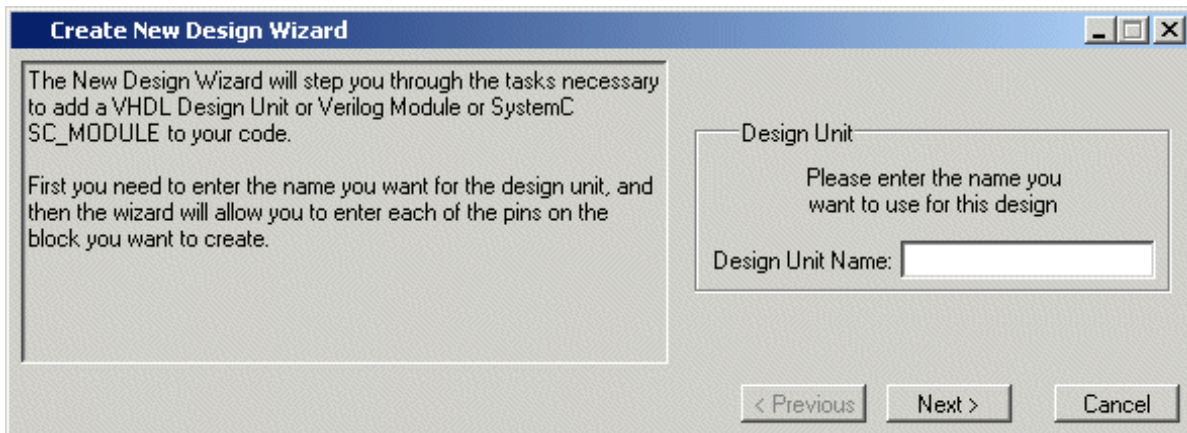 Create New Design Wizard
The New Design Wizard will step you through the tasks necessary
to add a VHDL Design Unit or Verilog Module or SystemC
SC_MODULE to your code.
First you need to enter the name you want for the design unit, and
then the wizard will allow you to enter each of the pins on the
block you want to create.
Design Unit
Please enter the name you
want to use for this design
Design Unit Name:
< Previous
Next >
Cancel